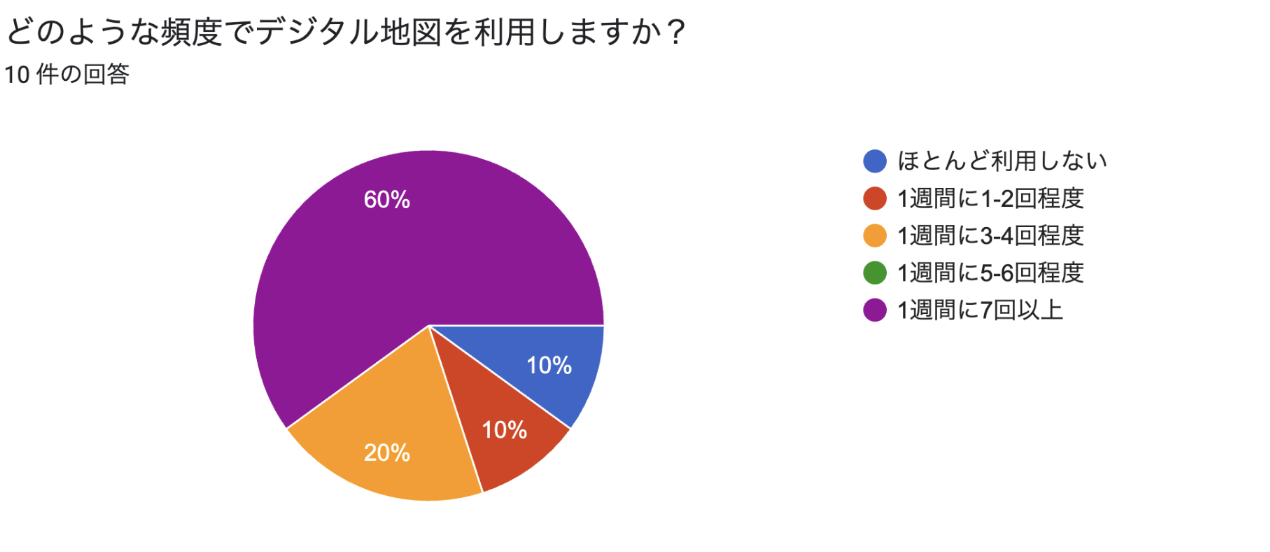 どのような頻度でデジタル地図を利用しますか？
10 件の回答
60%
10%
10%
20%
ほとんど利用しない
1週間に1-2回程度
1週間に3-4回程度
1週間に5-6回程度
1週間に7回以上